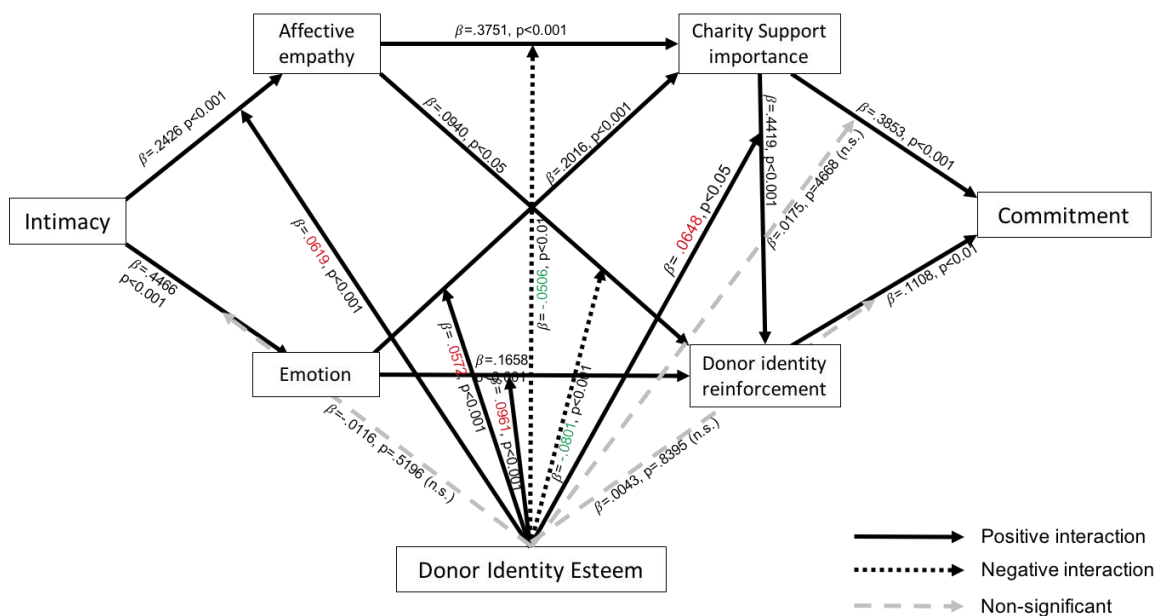 Affective
empathy
β=.3751, p<0.001
Charity Support
importance
β=.2426 p<0.001
β=.0940, p<0.05
β=.2016, p<0.001
β=.4419, p<0.001
β=.3853, p<0.001
Intimacy
Commitment
β=.0619, p<0.001
β=-.0506, p<0.01
β= .0648, p<0.05
β=.0175, p=4668 (n.s.)
β=.4466
p<0.001
β=.1108, p<0.01
Emotion
β=.1658
β= .0572, p<0.001
β= .0961, p<0.001
β= -.0801, p<0.001
Donor identity
reinforcement
β=-.0116, p=.5196 (n.s.)
β=.0043, p=.8395 (n.s.)
Donor Identity Esteem
Positive interaction
Negative interaction
Non-significant